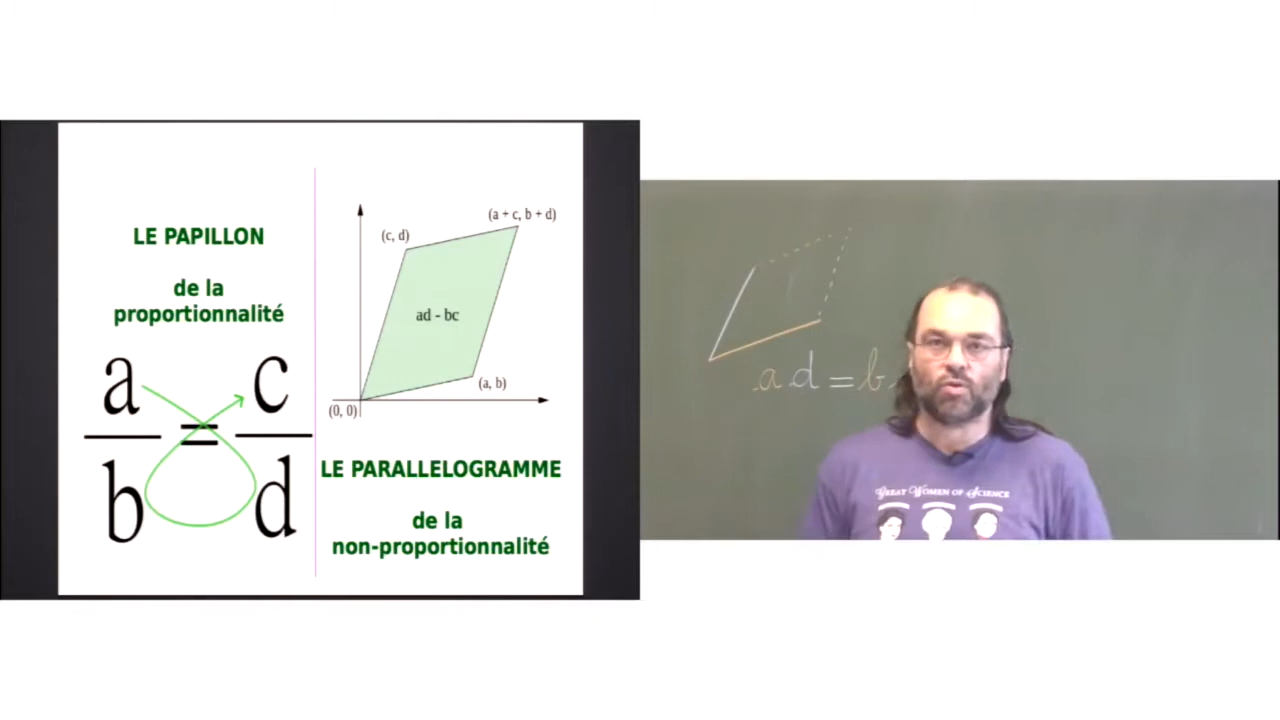 LE PAPILLON
de la
proportionnalité
a = c
b d
(a + c, b + d)
(c, d)
ad - bc
(a, b)
(0, 0)
LE PARALLELOGRAMME
de la
non-proportionnalité
a d = b
GREAT WOMEN OF SCIENCE